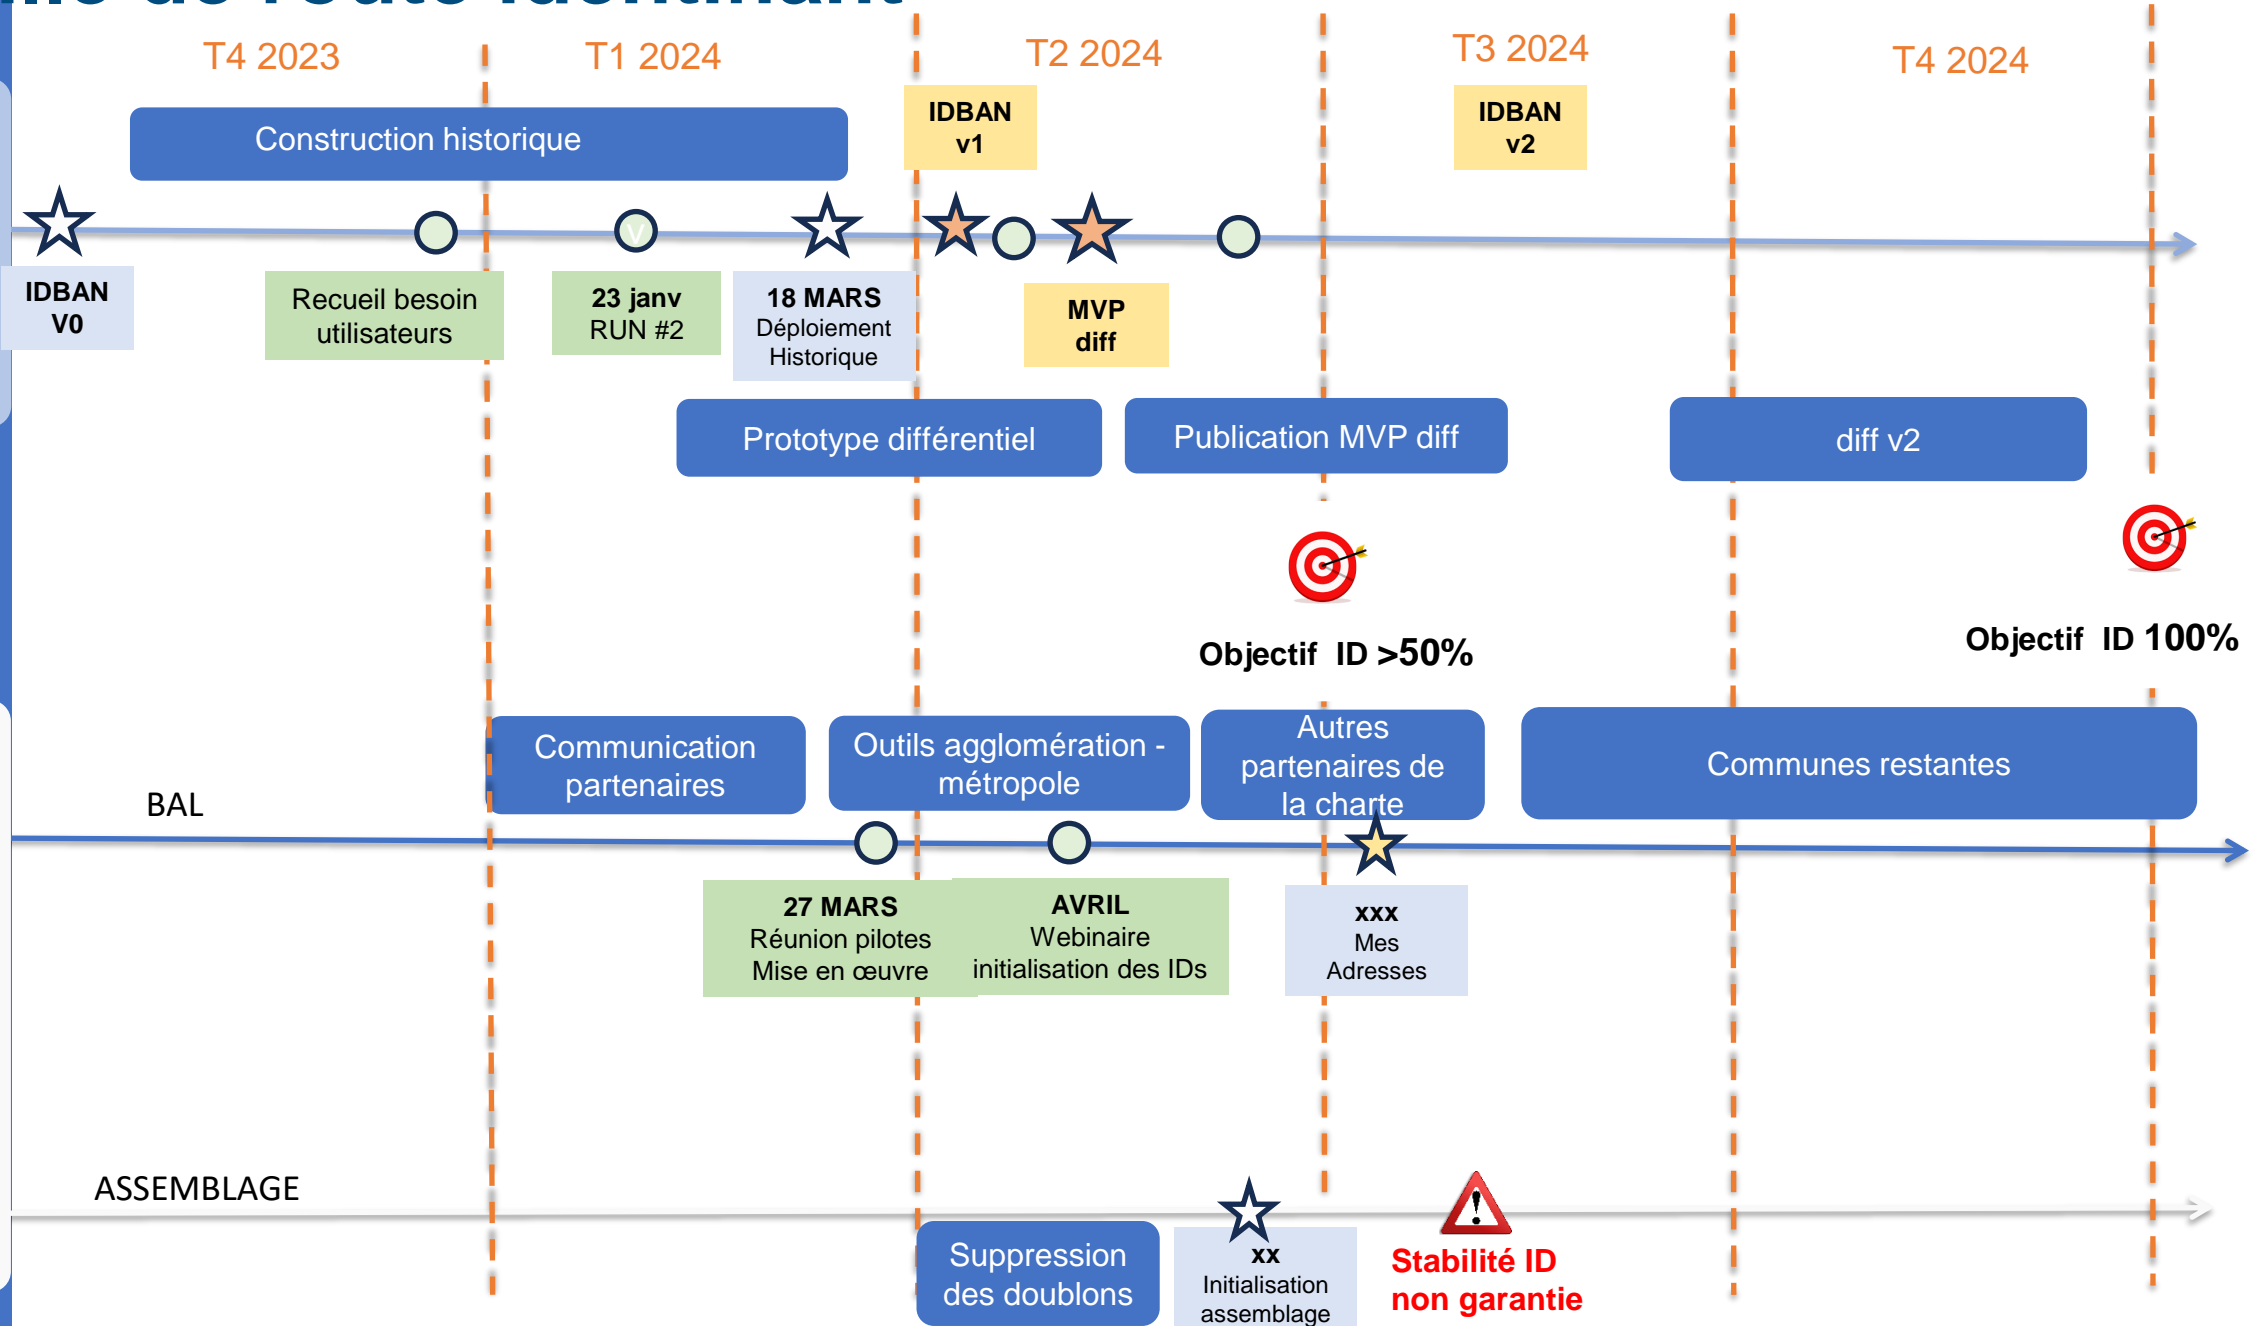 de route identifiant
T4 2023
T1 2024
T2 2024
T3 2024
T4 2024
Construction historique
IDBAN
v1
IDBAN
v2
V
IDBAN
V0
Recueil besoin
utilisateurs
23 janv
RUN #2
18 MARS
Déploiement
Historique
MVP
diff
Prototype différentiel
Publication MVP diff
diff v2
Objectif ID >50%
Objectif ID 100%
Communication
partenaires
Outils agglomération -
métropole
Autres
partenaires de
la charte
Communes restantes
BAL
27 MARS
Réunion pilotes
Mise en œuvre
AVRIL
Webinaire
initialisation des IDs
xxx
Mes
Adresses
ASSEMBLAGE
Suppression
des doublons
xx
Initialisation
assemblage
Stabilité ID
non garantie